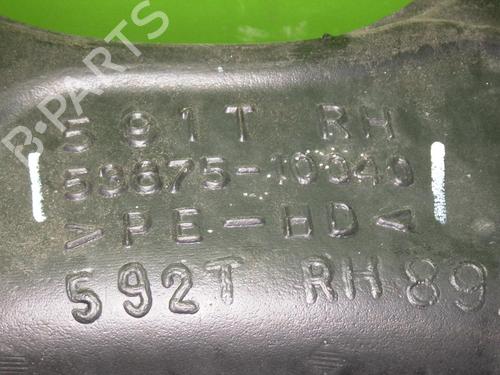 B-PARTS
591T RH
53875-10040
>PE-HD<
592T RH 89